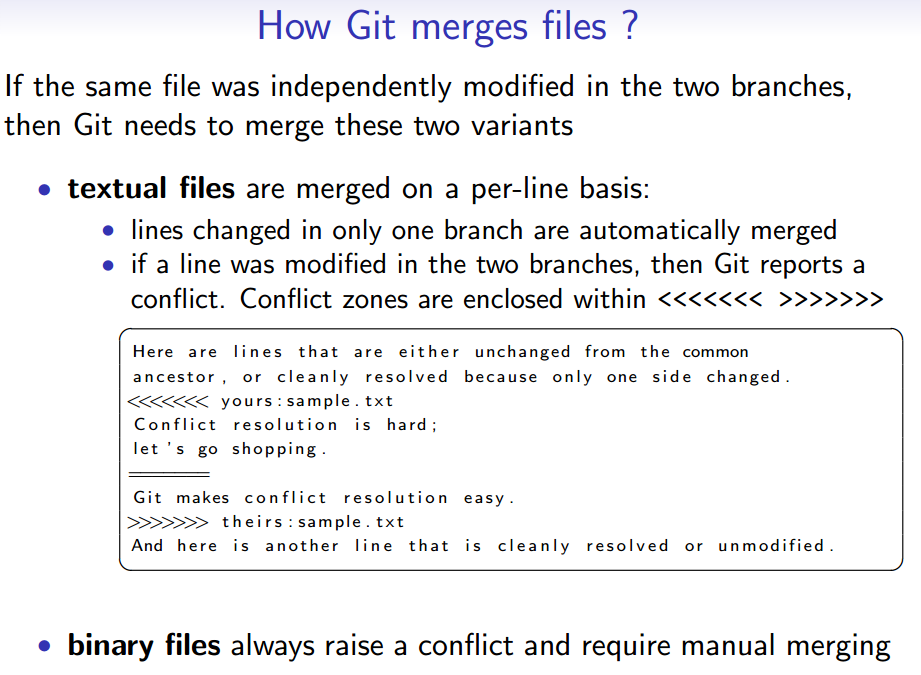 How Git merges files ?
If the same file was independently modified in the two branches,
then Git needs to merge these two variants
• textual files are merged on a per-line basis:
• lines changed in only one branch are automatically merged
• if a line was modified in the two branches, then Git reports a
conflict. Conflict zones are enclosed within <<<<<<< >>>>>>>
Here are lines that are either unchanged from the common
ancestor, or cleanly resolved because only one side changed.
<<<<<<< yours:sample.txt
Conflict resolution is hard;
let's go shopping.
=======
Git makes conflict resolution easy.
>>>>>>> theirs:sample.txt
And here is another line that is cleanly resolved or unmodified.
• binary files always raise a conflict and require manual merging